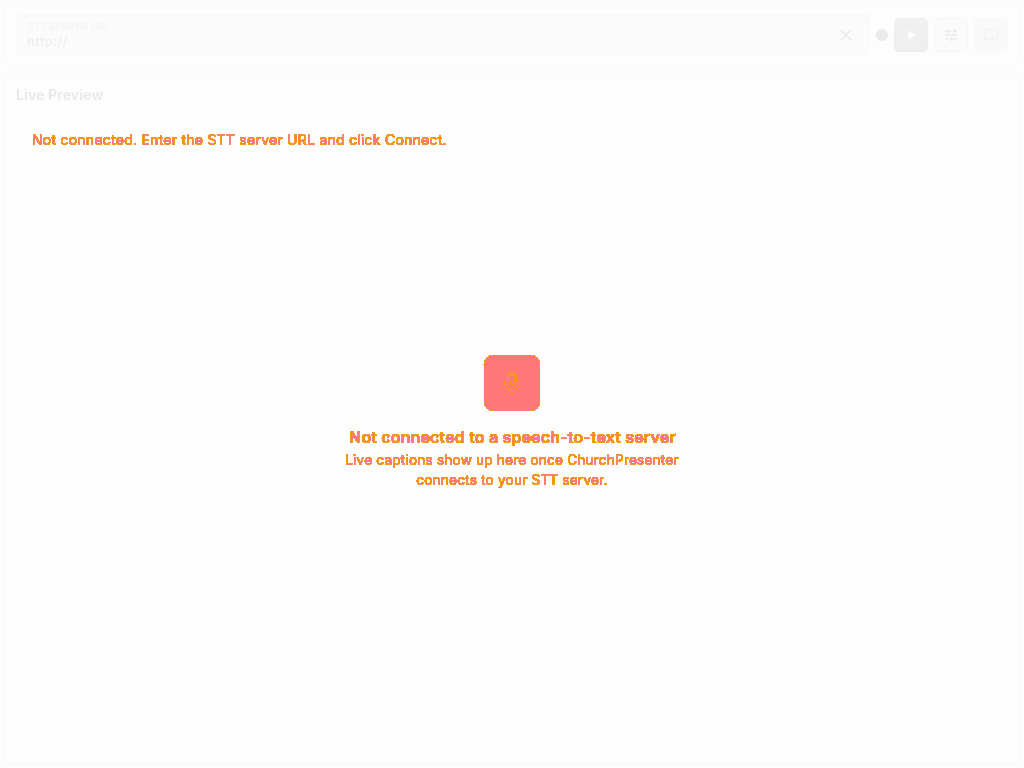 STT SERVER URL
http://
Live Preview
Not connected. Enter the STT server URL and click Connect.
Not connected to a speech-to-text server
Live captions show up here once ChurchPresenter
connects to your STT server.